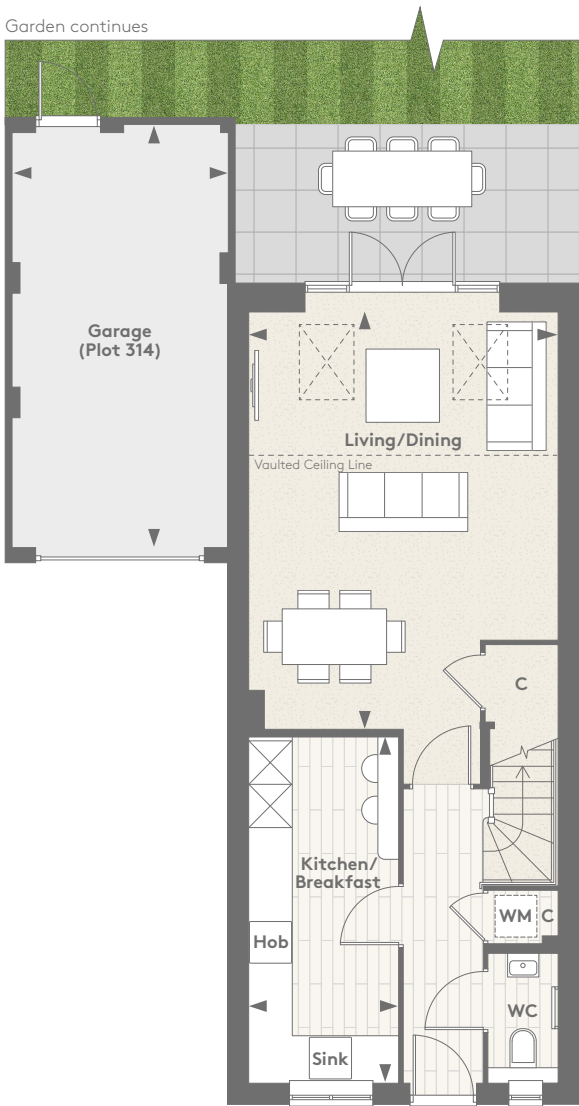 Garden continues
Garage
(Plot 314)
Living/Dining
Vaulted Ceiling Line
C
Kitchen/
Breakfast
WM
C
Hob
WC
Sink